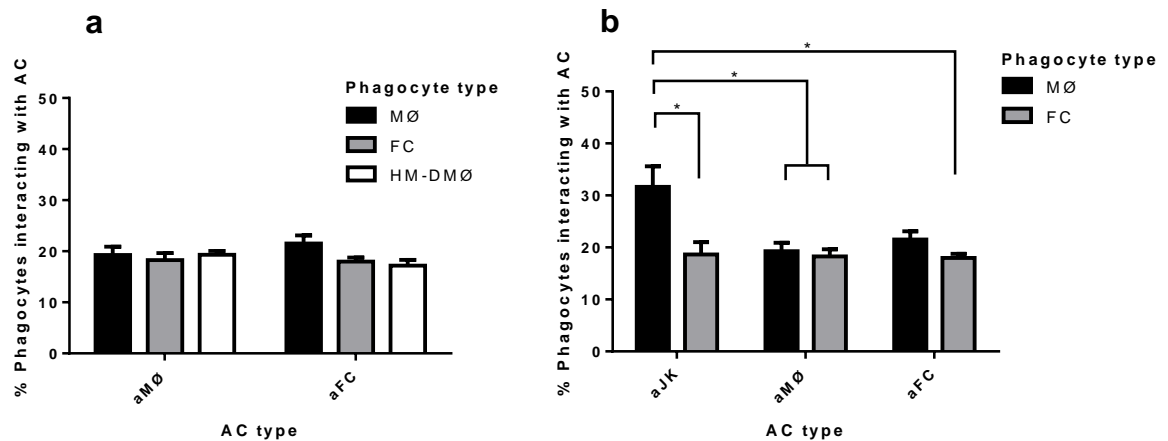 a
% Phagocytes interacting with AC
50
40
30
20
10
0
Phagocyte type
MØ
FC
HM-DMØ
aMØ
aFC
AC type
b
% Phagocytes interacting with AC
50
40
30
20
10
0
*
*
*
Phagocyte type
MØ
FC
aJK
aMØ
aFC
AC type